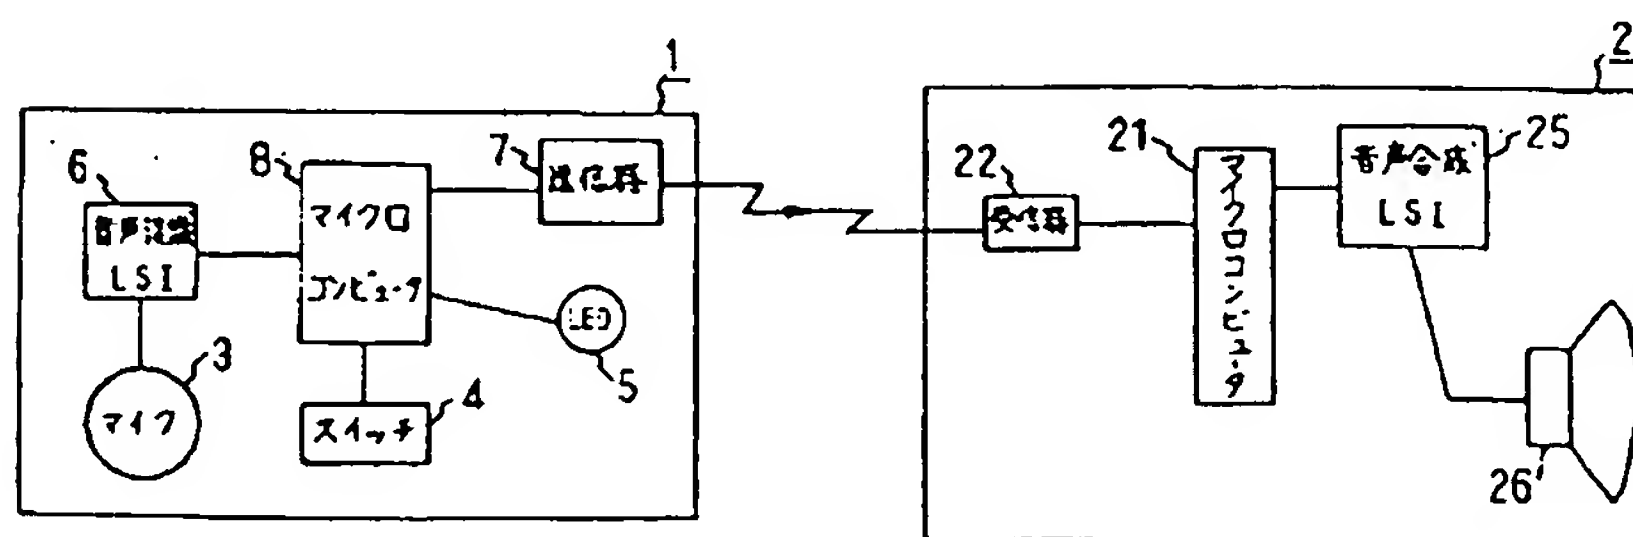 1
2
6
8
7
送信器
22
21
25
音声認識
LSI
マイクロ
コンピュータ
受信器
マイクロコンピュータ
音声合成
LSI
LED
5
3
マイク
4
スイッチ
26